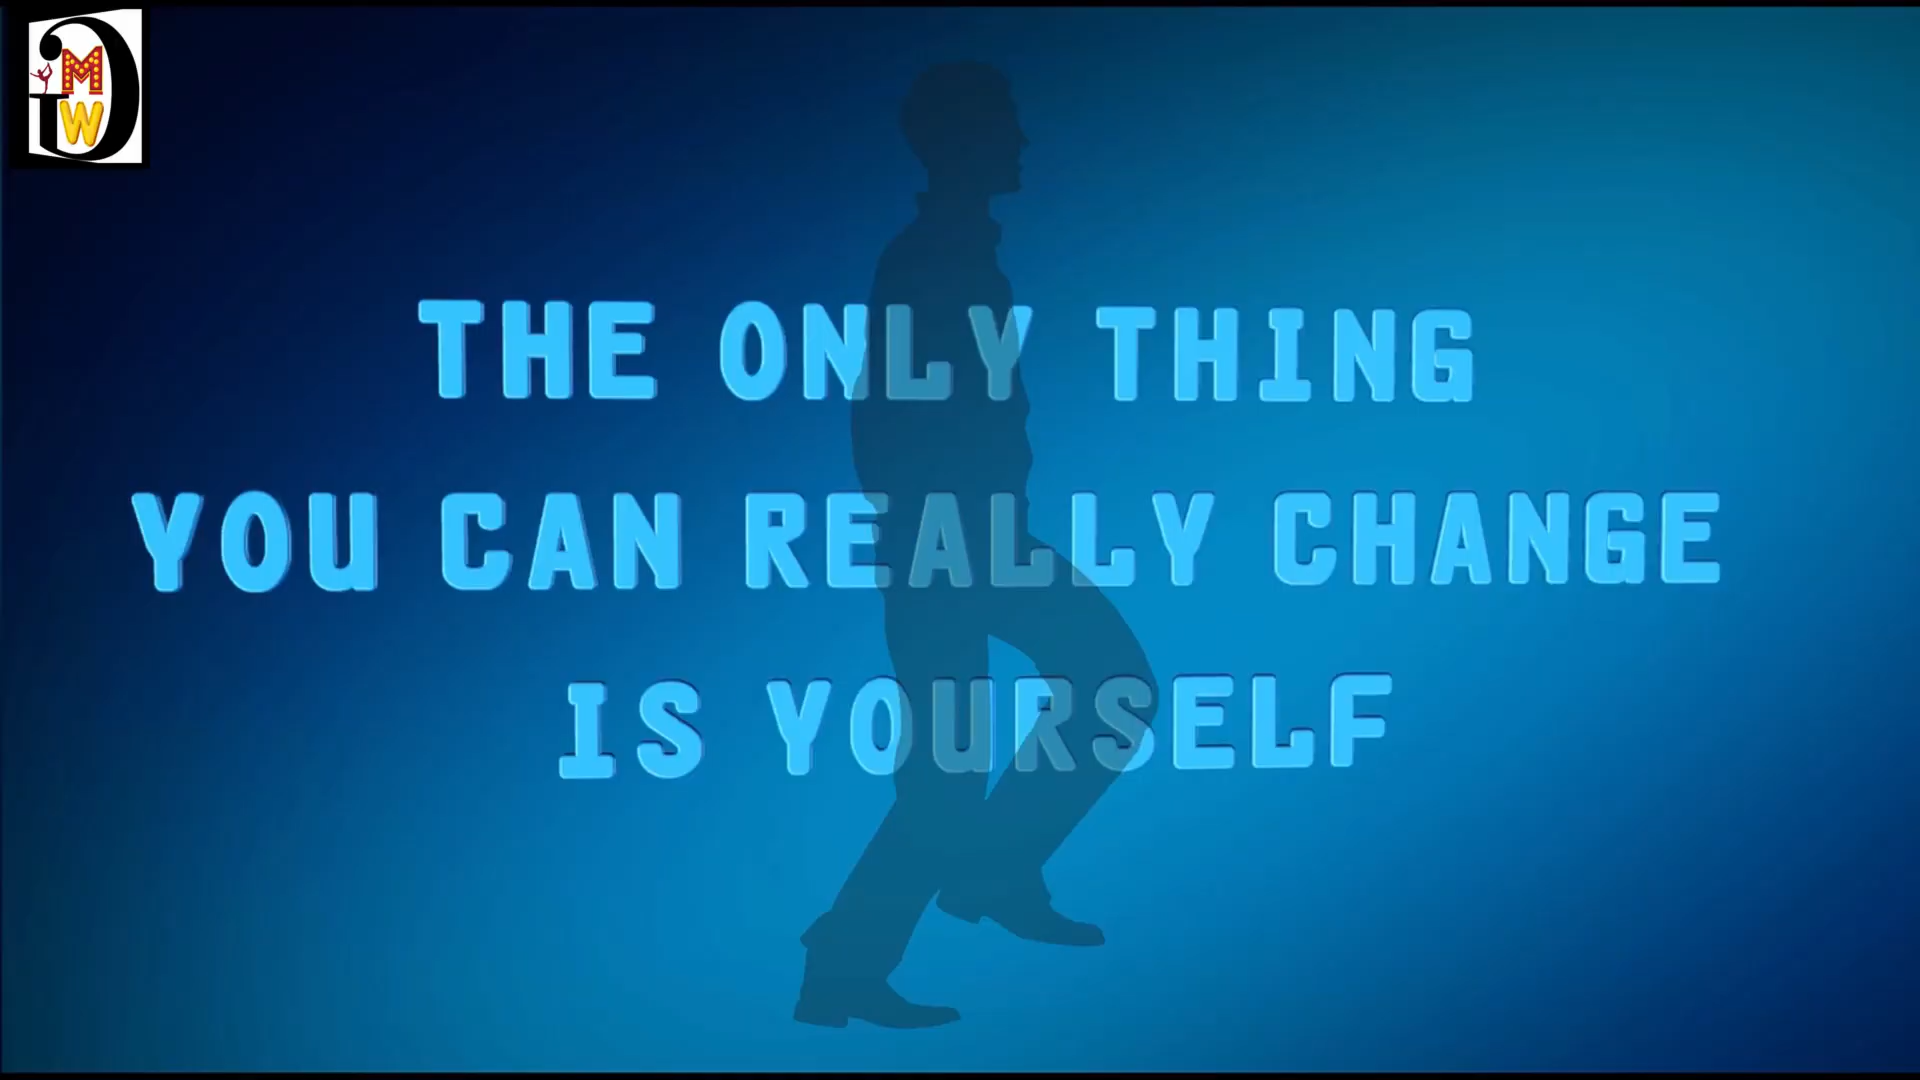 M
W
THE ONLY THING
YOU CAN REALLY CHANGE
IS YOURSELF